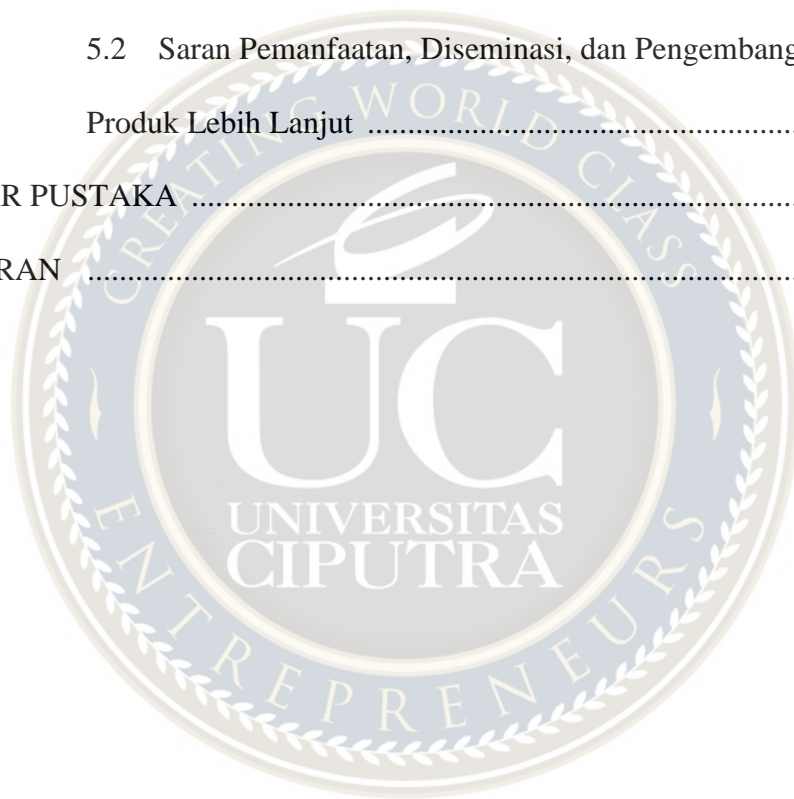 5.2 Saran Pemanfaatan, Diseminasi, dan Pengembang
Produk Lebih Lanjut ......................................................
R PUSTAKA ............................................................................
RAN .........................................................................................
CREATING WORLD CLASS
UC
UNIVERSITAS
CIPUTRA
ENTREPRENEURS